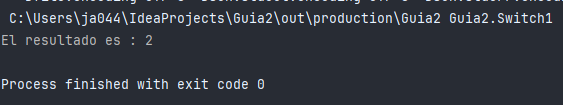 C:\Users\ja044\IdeaProjects\Guia2\out\production\Guia2 Guia2.Switch1
El resultado es : 2
Process finished with exit code 0